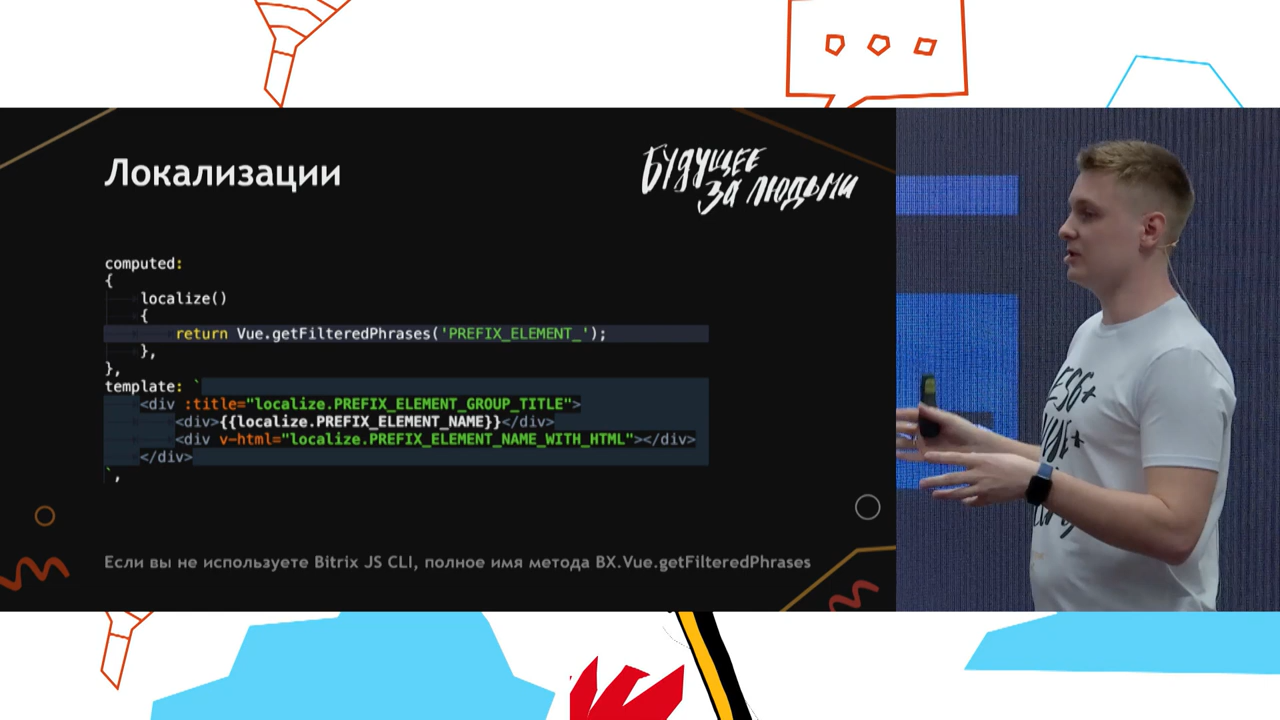 Локализации
БУДУЩЕЕ
ЗА ЛЮДЬМИ
computed:
{
localize()
{
return Vue.getFilteredPhrases('PREFIX_ELEMENT_');
},
},
template: `
<div :title="localize.PREFIX_ELEMENT_GROUP_TITLE">
<div>{{localize.PREFIX_ELEMENT_NAME}}</div>
<div v-html="localize.PREFIX_ELEMENT_NAME_WITH_HTML"></div>
</div>
`,
Если вы не используете Bitrix JS CLI, полное имя метода BX.Vue.getFilteredPhrases